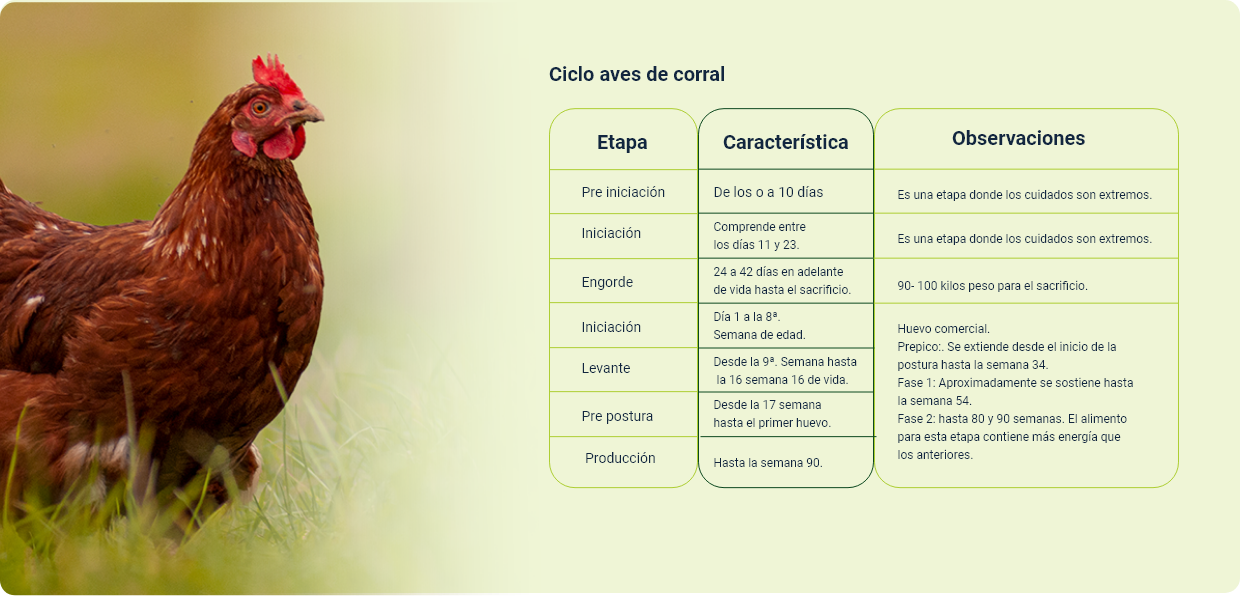 Ciclo aves de corral
Etapa
Característica
Observaciones
Pre iniciación
De los o a 10 días
Es una etapa donde los cuidados son extremos.
Iniciación
Comprende entre
los días 11 y 23.
Es una etapa donde los cuidados son extremos.
Engorde
24 a 42 días en adelante
de vida hasta el sacrificio.
90- 100 kilos peso para el sacrificio.
Iniciación
Día 1 a la 8ª.
Semana de edad.
Levante
Desde la 9ª. Semana hasta
la 16 semana 16 de vida.
Pre postura
Desde la 17 semana
hasta el primer huevo.
Producción
Hasta la semana 90.
Huevo comercial.
Prepico:. Se extiende desde el inicio de la
postura hasta la semana 34.
Fase 1: Aproximadamente se sostiene hasta
la semana 54.
Fase 2: hasta 80 y 90 semanas. El alimento
para esta etapa contiene más energía que
los anteriores.